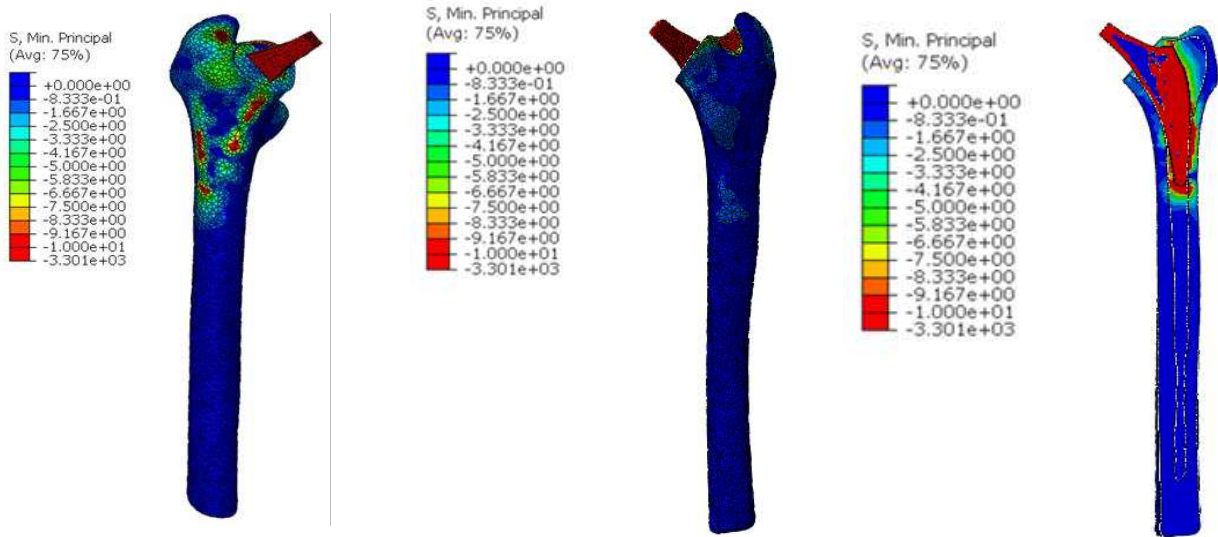 S, Min. Principal
(Avg: 75%)
+0.000e+00
-8.333e-01
-1.667e+00
-2.500e+00
-3.333e+00
-4.167e+00
-5.000e+00
-5.833e+00
-6.667e+00
-7.500e+00
-8.333e+00
-9.167e+00
-1.000e+01
-3.301e+03
S, Min. Principal
(Avg: 75%)
+0.000e+00
-8.333e-01
-1.667e+00
-2.500e+00
-3.333e+00
-4.167e+00
-5.000e+00
-5.833e+00
-6.667e+00
-7.500e+00
-8.333e+00
-9.167e+00
-1.000e+01
-3.301e+03
S, Min. Principal
(Avg: 75%)
+0.000e+00
-8.333e-01
-1.667e+00
-2.500e+00
-3.333e+00
-4.167e+00
-5.000e+00
-5.833e+00
-6.667e+00
-7.500e+00
-8.333e+00
-9.167e+00
-1.000e+01
-3.301e+03